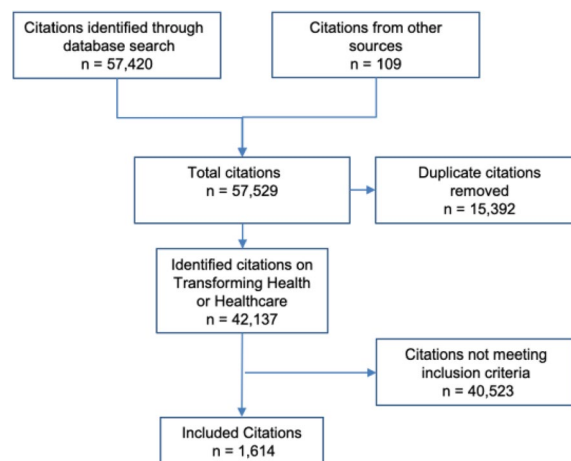 Citations identified through
database search
n = 57,420
Citations from other
sources
n = 109
Total citations
n = 57,529
Duplicate citations
removed
n = 15,392
Identified citations on
Transforming Health
or Healthcare
n = 42,137
Citations not meeting
inclusion criteria
n = 40,523
Included Citations
n = 1,614